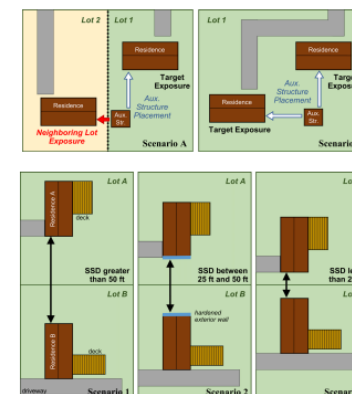 Lot 2
Lot 1
Residence
Target
Exposure
Residence
Aux.
Structure
Placement
Aux.
Str.
Neighboring Lot
Exposure
Scenario A
Lot 1
Residence
Structure
Placement
Residence
Aux.
Str.
Target Exposure
Lot A
Residence A
deck
SSD greater
than 50 ft
Lot B
Residence B
deck
driveway
Scenario 1
Lot A
SSD between
25 ft and 50 ft
Lot B
hardened
exterior wall
Scenario 2